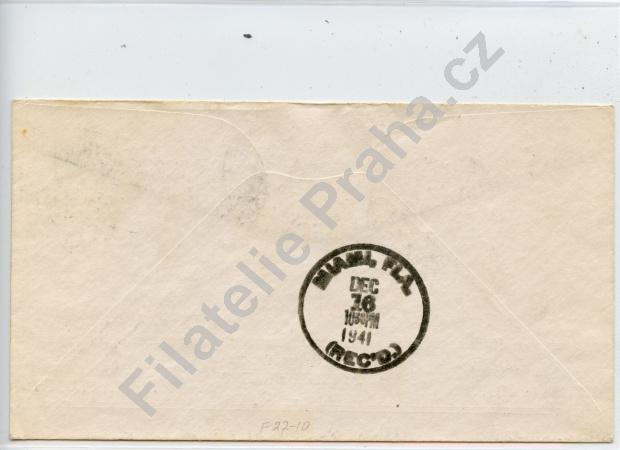 Filatelie Praha.cz
MIAMI, FLA.
DEC
16
1941
(REC'D.)
F22-10